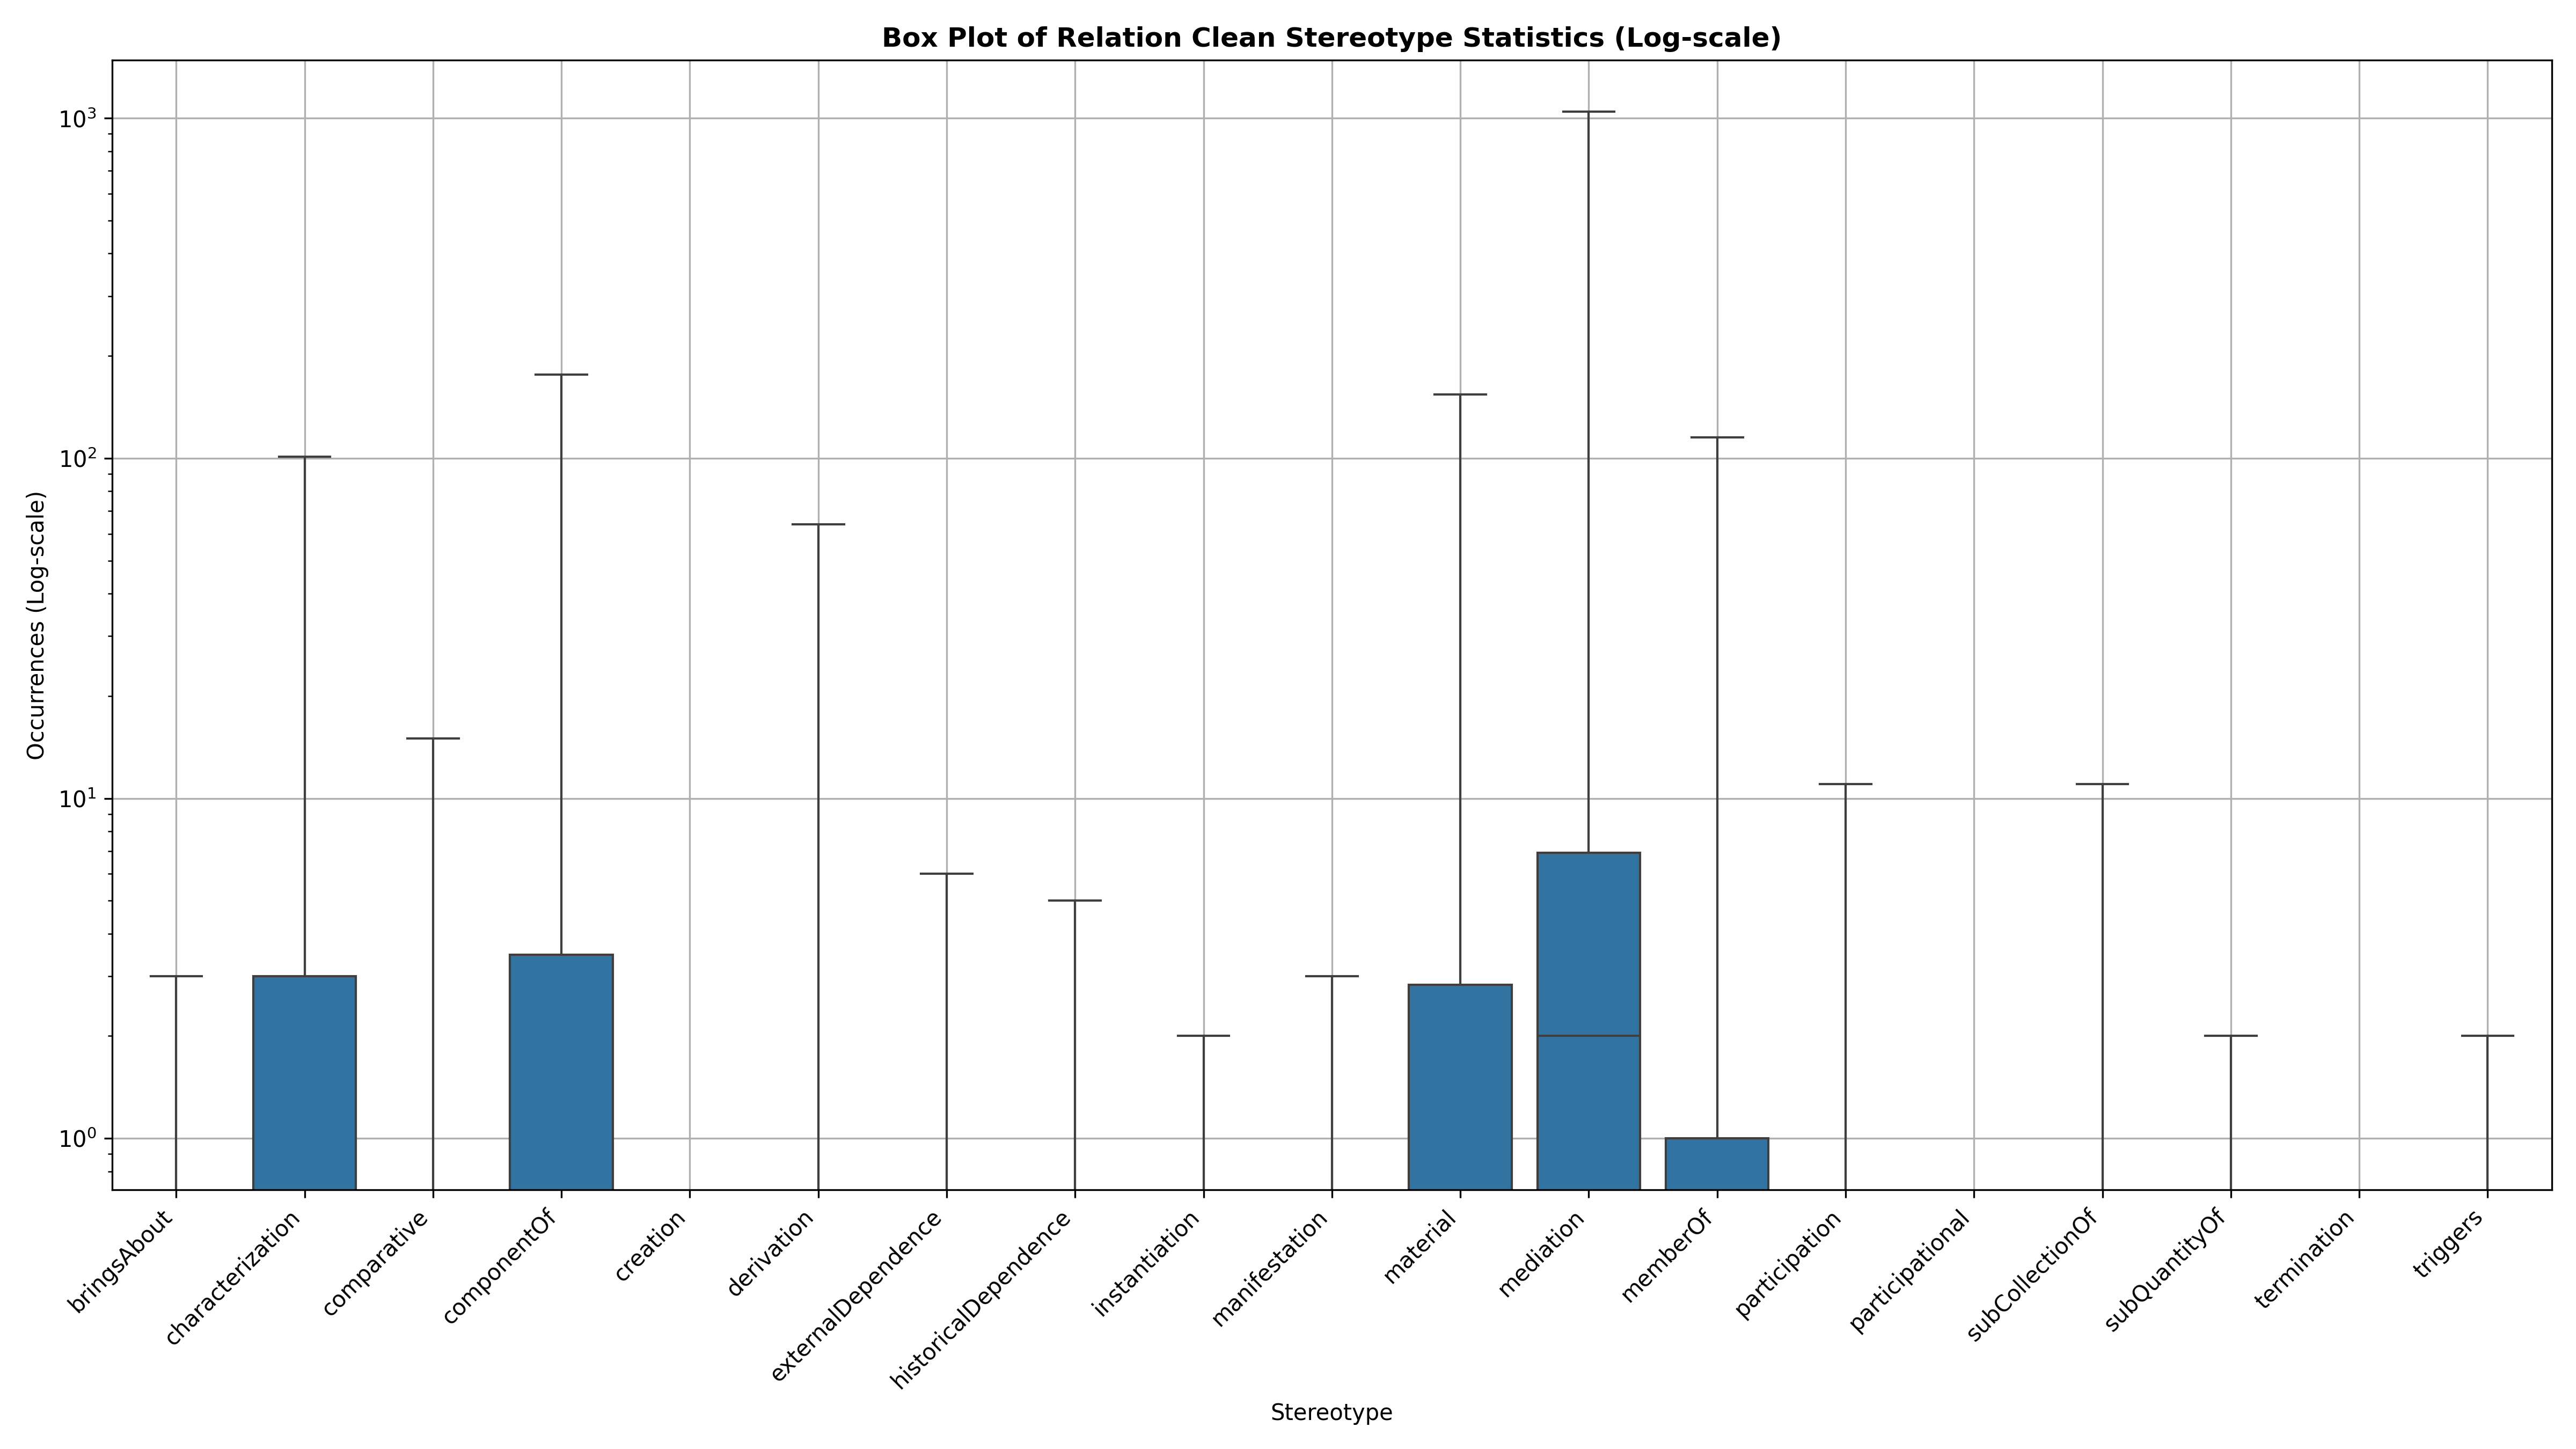 Box Plot of Relation Clean Stereotype Statistics (Log-scale)
Occurrences (Log-scale)
10³
10²
10¹
10⁰
bringsAbout
characterization
comparative
componentOf
creation
derivation
externalDependence
historicalDependence
instantiation
manifestation
material
mediation
memberOf
participation
participational
subCollectionOf
subQuantityOf
termination
triggers
Stereotype